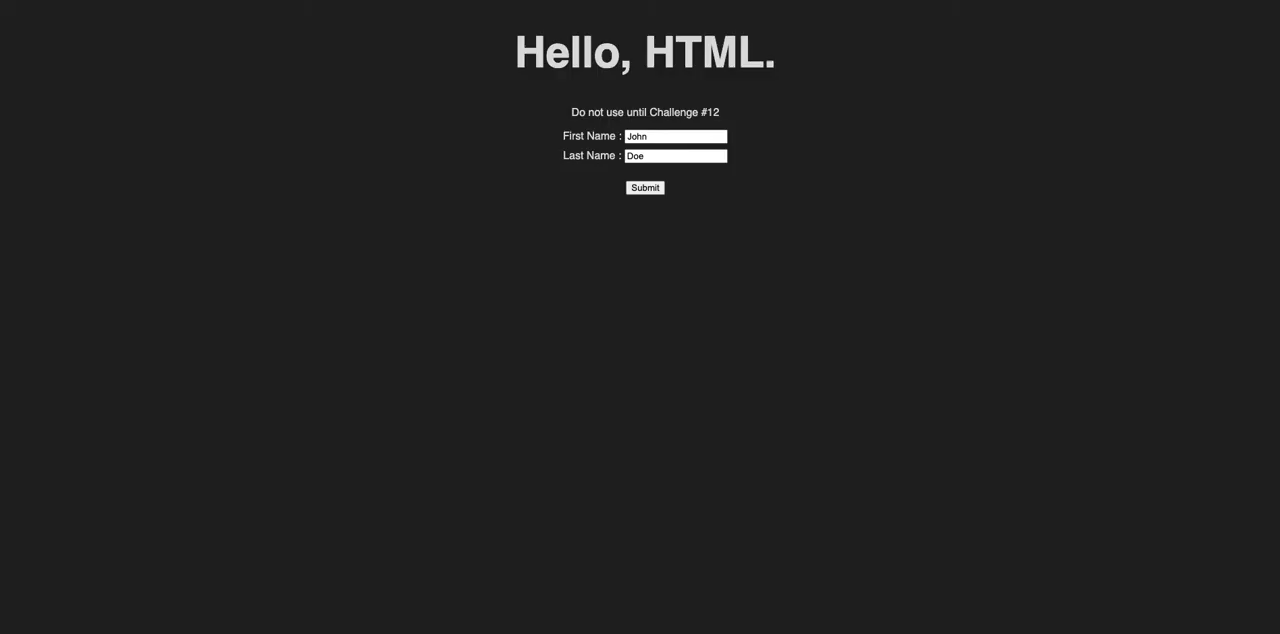 Hello, HTML.
Do not use until Challenge #12
First Name : John
Last Name : Doe
Submit